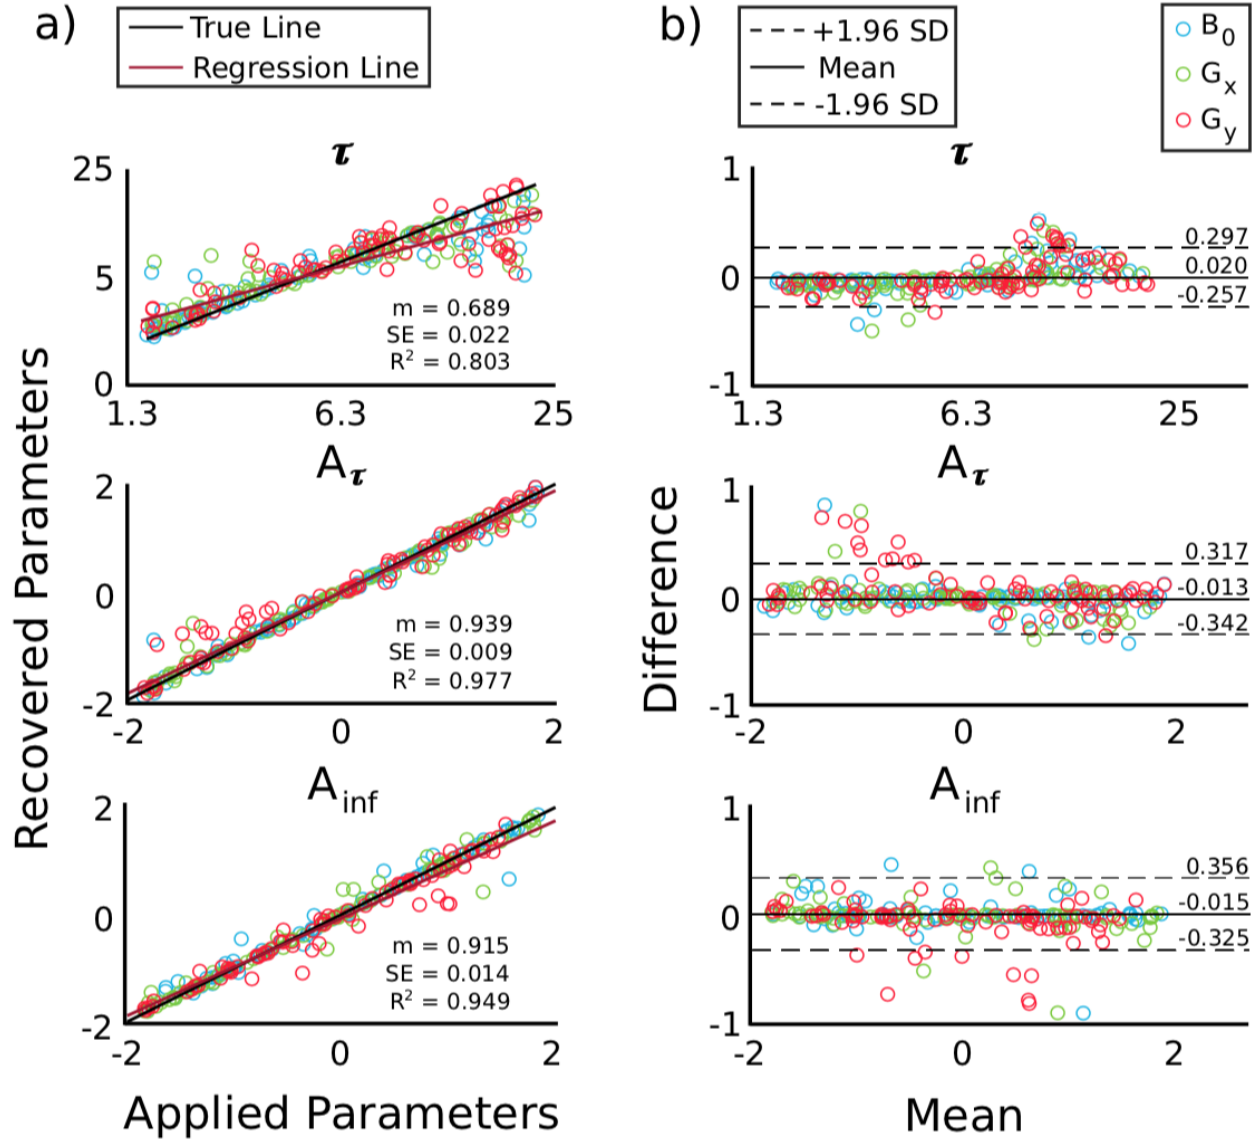 a)
True Line
Regression Line
b)
+1.96 SD
Mean
-1.96 SD
B0
Gx
Gy
Recovered Parameters
τ
25
5
0
m = 0.689
SE = 0.022
R² = 0.803
1.3 6.3 25
Aτ
2
0
-2
m = 0.939
SE = 0.009
R² = 0.977
-2 0 2
Ainf
2
0
-2
m = 0.915
SE = 0.014
R² = 0.949
-2 0 2
Applied Parameters
Difference
τ
1
0
-1
0.297
0.020
-0.257
1.3 6.3 25
Aτ
1
0
-1
0.317
-0.013
-0.342
-2 0 2
Ainf
1
0
-1
0.356
-0.015
-0.325
-2 0 2
Mean